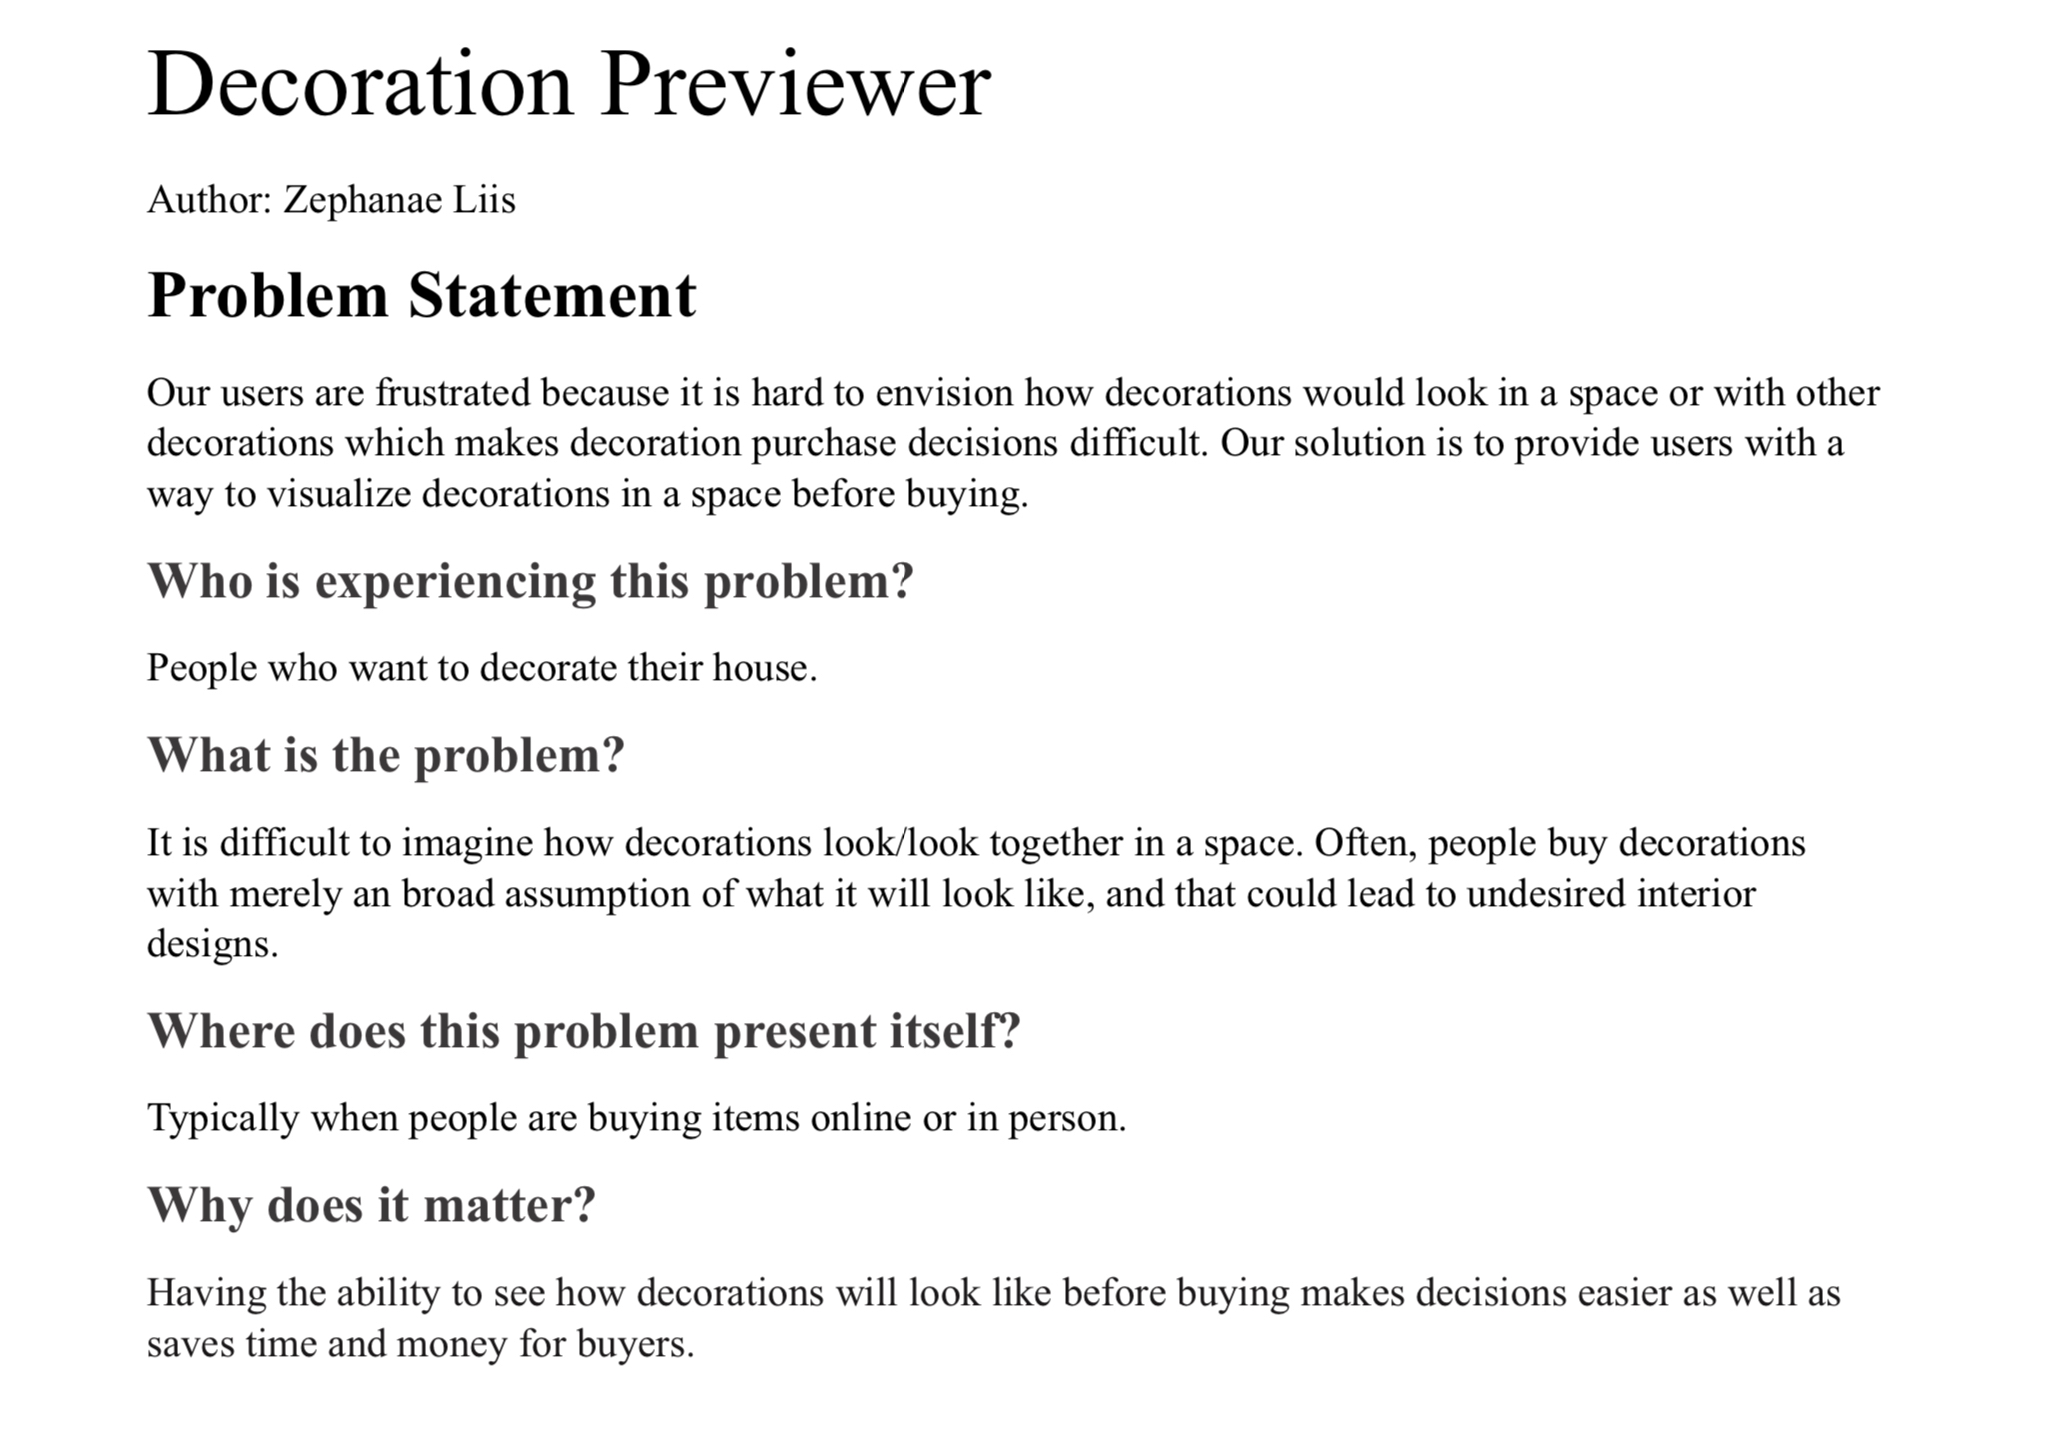 Decoration Previewer
Author: Zephanae Liis
Problem Statement
Our users are frustrated because it is hard to envision how decorations would look in a space or with other
decorations which makes decoration purchase decisions difficult. Our solution is to provide users with a
way to visualize decorations in a space before buying.
Who is experiencing this problem?
People who want to decorate their house.
What is the problem?
It is difficult to imagine how decorations look/look together in a space. Often, people buy decorations
with merely an broad assumption of what it will look like, and that could lead to undesired interior
designs.
Where does this problem present itself?
Typically when people are buying items online or in person.
Why does it matter?
Having the ability to see how decorations will look like before buying makes decisions easier as well as
saves time and money for buyers.